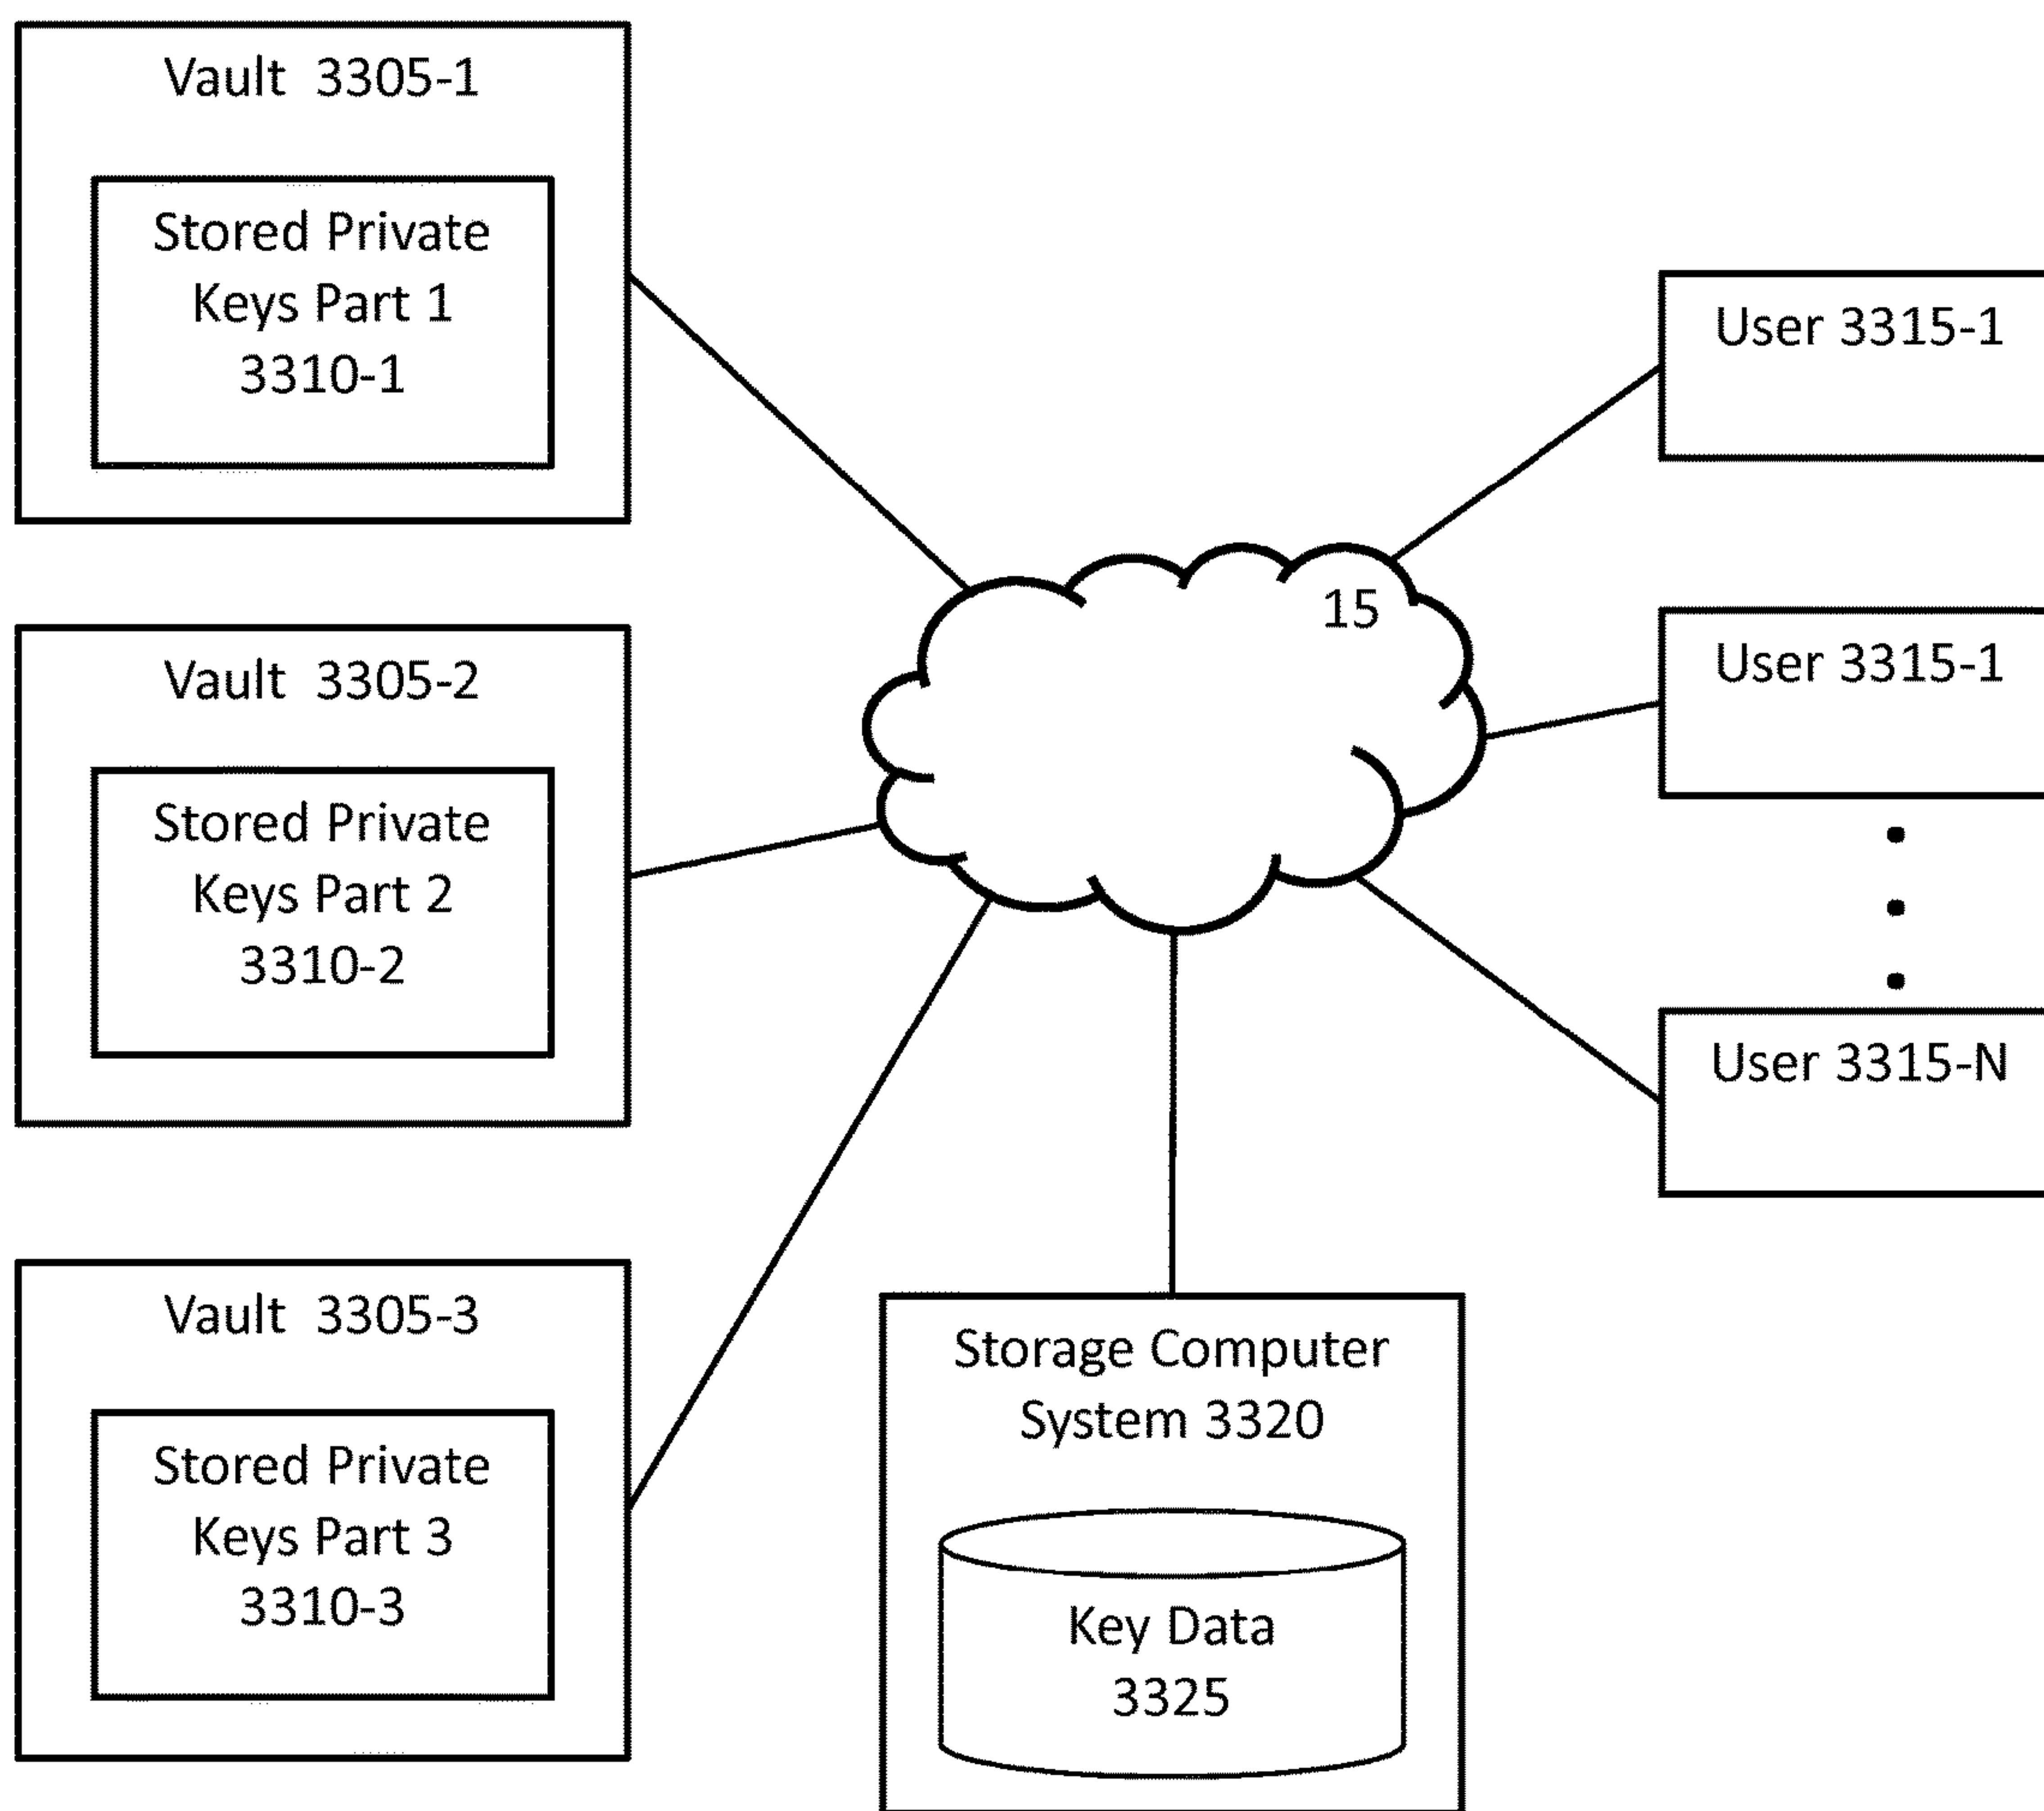 Vault 3305-1
Stored Private
Keys Part 1
3310-1
Vault 3305-2
Stored Private
Keys Part 2
3310-2
Vault 3305-3
Stored Private
Keys Part 3
3310-3
15
User 3315-1
User 3315-1
User 3315-N
Storage Computer
System 3320
Key Data
3325